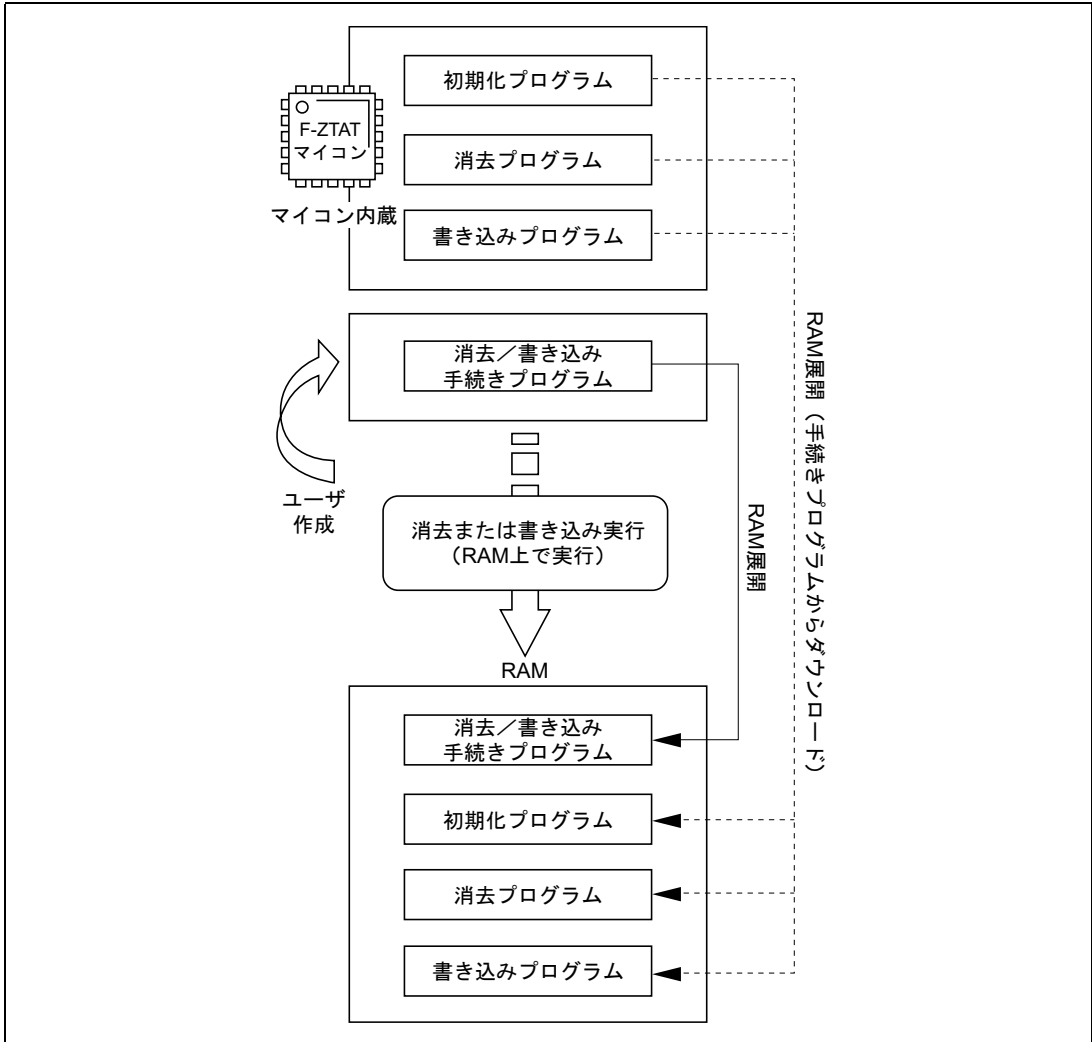 初期化プログラム
F-ZTAT
マイコン
消去プログラム
マイコン内蔵
書き込みプログラム
消去／書き込み
手続きプログラム
ユーザ
作成
消去または書き込み実行
（RAM上で実行）
RAM展開
RAM展開（手続きプログラムからダウンロード）
RAM
消去／書き込み
手続きプログラム
初期化プログラム
消去プログラム
書き込みプログラム